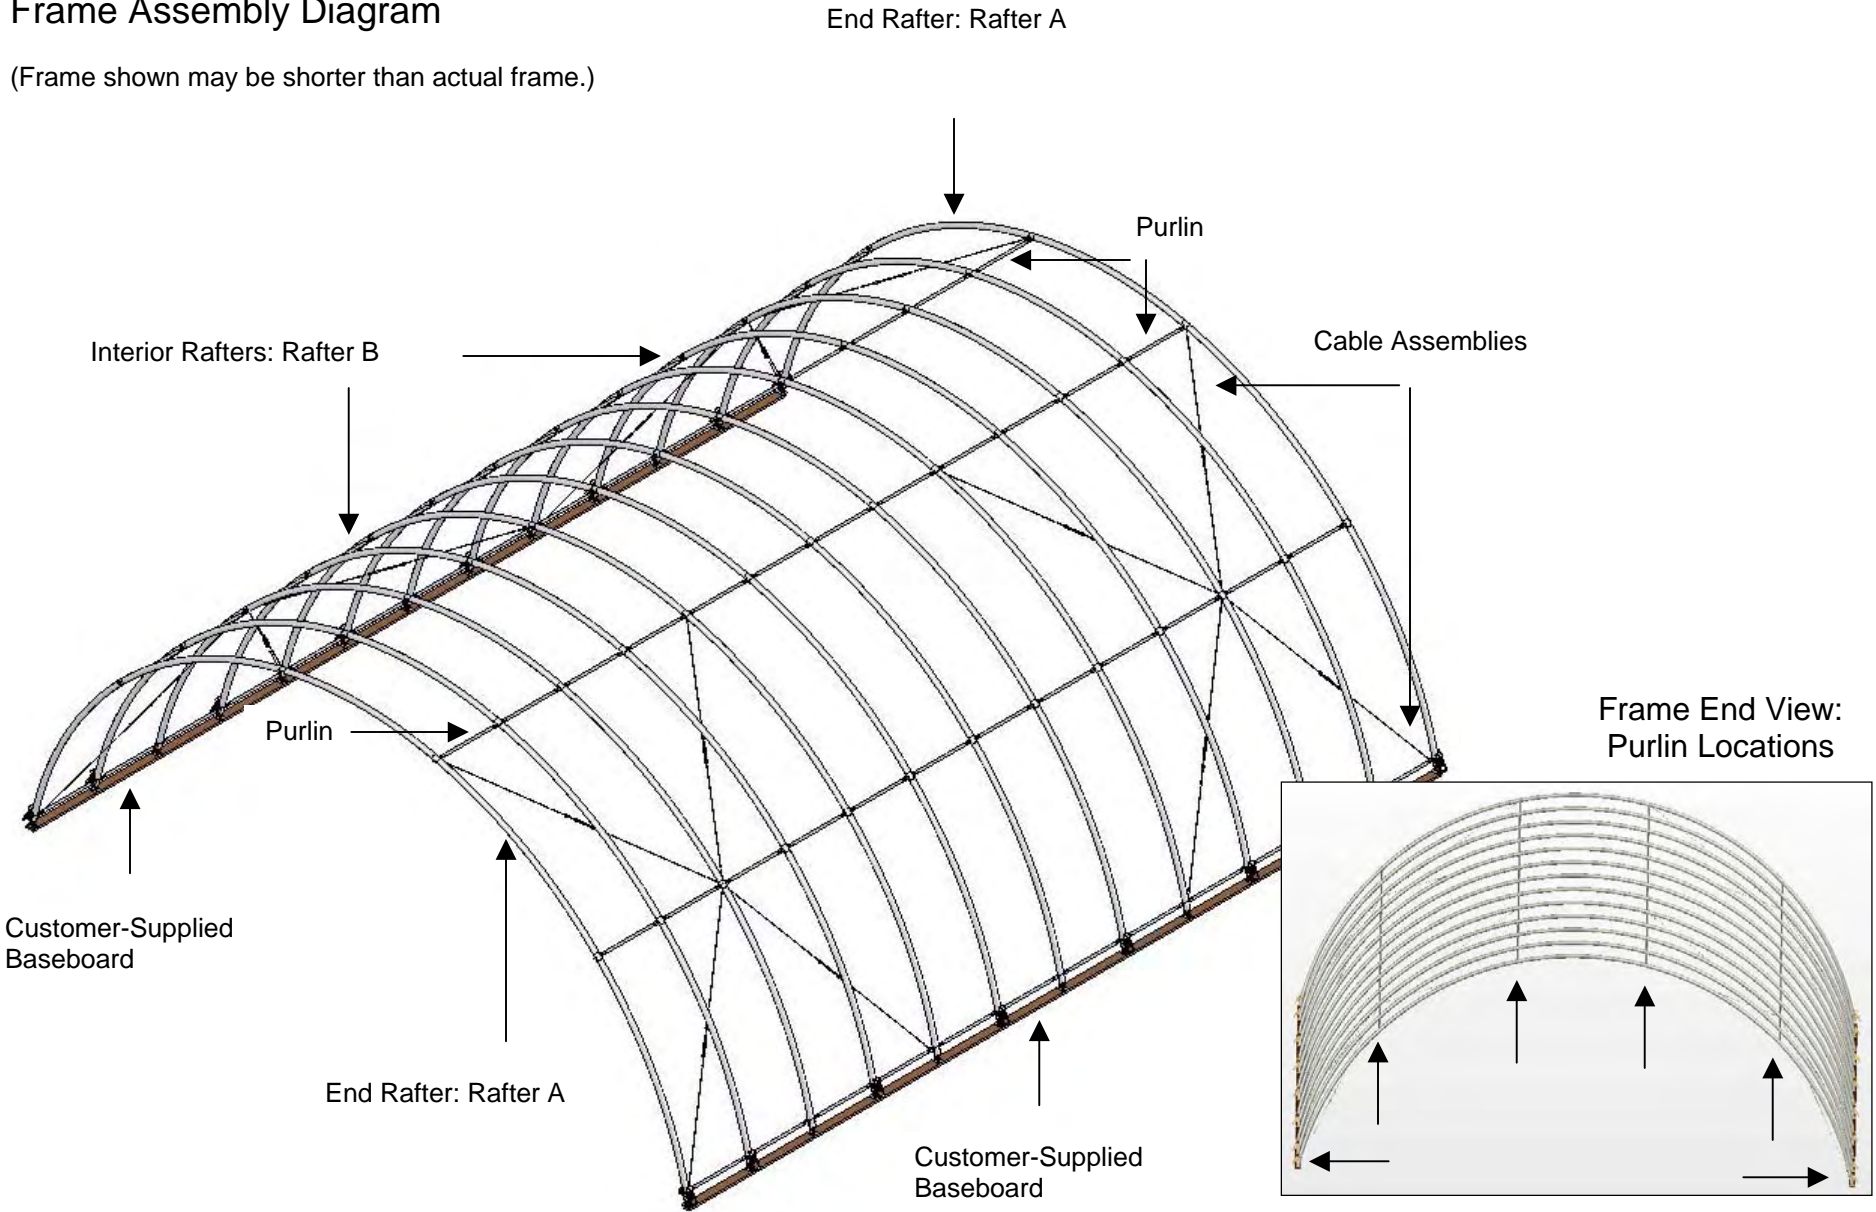 Frame Assembly Diagram
End Rafter: Rafter A
(Frame shown may be shorter than actual frame.)
Purlin
Cable Assemblies
Interior Rafters: Rafter B
Frame End View:
Purlin Locations
Purlin
Customer-Supplied
Baseboard
End Rafter: Rafter A
Customer-Supplied
Baseboard